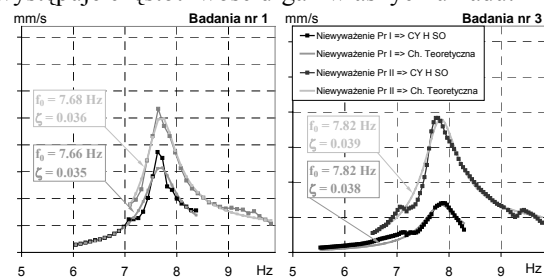 mm/s
Badania nr 1
f₀ = 7.68 Hz
ζ = 0.036
f₀ = 7.66 Hz
ζ = 0.035
5 6 7 8 9 Hz
mm/s
Badania nr 3
Niewyważenie Pr I => CY H SO
Niewyważenie Pr I => Ch. Teoretyczna
Niewyważenie Pr II => CY H SO
Niewyważenie Pr II => Ch. Teoretyczna
f₀ = 7.82 Hz
ζ = 0.039
f₀ = 7.82 Hz
ζ = 0.038
5 6 7 8 9 Hz